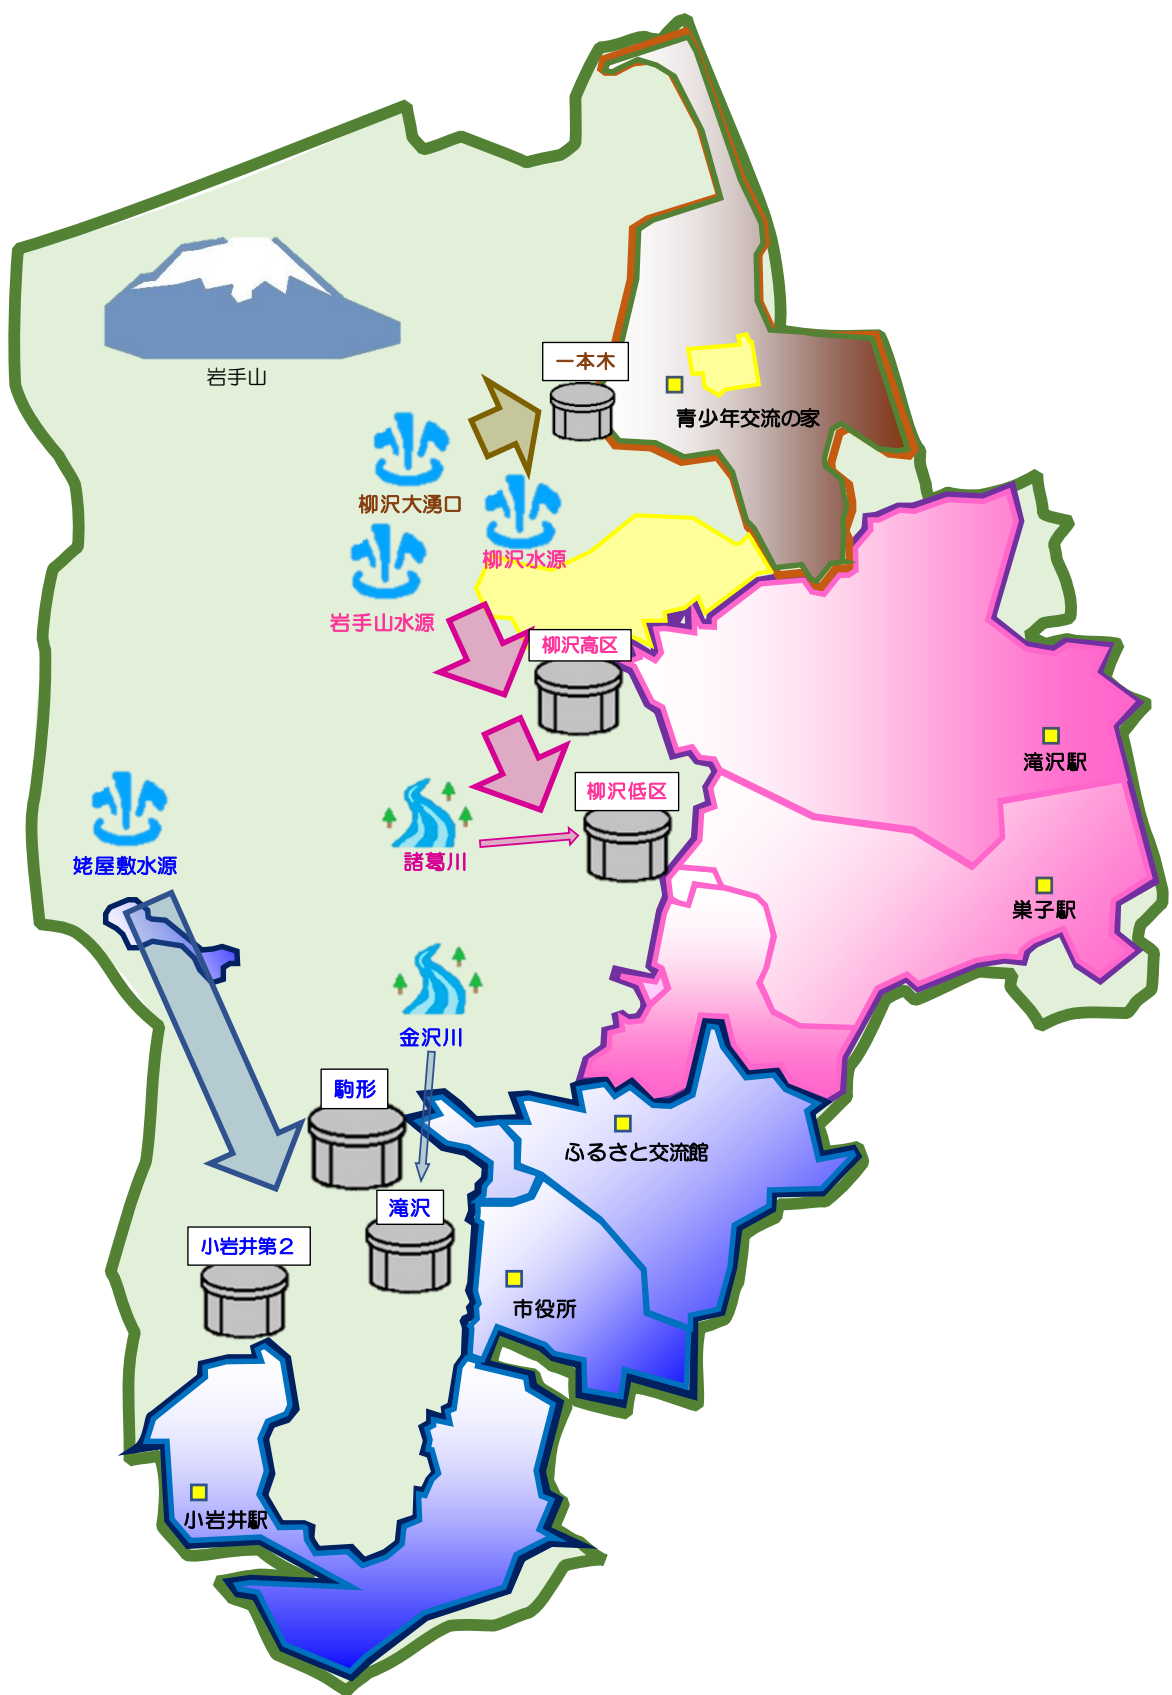 岩手山
一本木
青少年交流の家
柳沢大湧口
柳沢水源
岩手山水源
柳沢高区
滝沢駅
柳沢低区
諸葛川
姥屋敷水源
巣子駅
金沢川
駒形
ふるさと交流館
滝沢
小岩井第２
市役所
小岩井駅